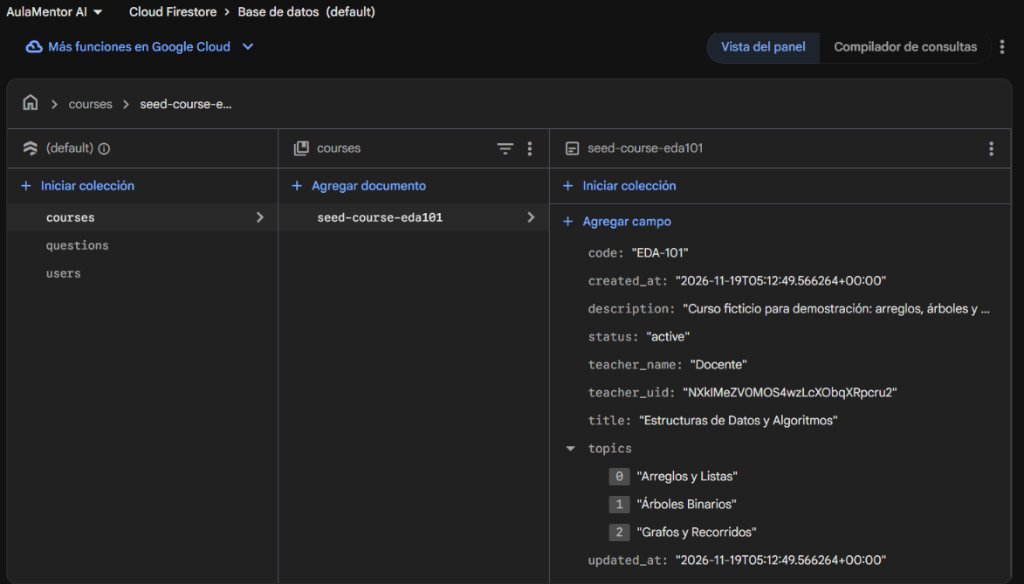 AulaMentor AI Cloud Firestore > Base de datos (default)
Más funciones en Google Cloud
Vista del panel
Compilador de consultas
courses > seed-course-e...
(default)
courses
seed-course-eda101
+ Iniciar colección
+ Agregar documento
+ Iniciar colección
courses
questions
users
seed-course-eda101
+ Agregar campo
code: "EDA-101"
created_at: "2026-11-19T05:12:49.566264+00:00"
description: "Curso ficticio para demostración: arreglos, árboles y ...
status: "active"
teacher_name: "Docente"
teacher_uid: "NXklMeZV0MOS4wzLcXObqXRpcru2"
title: "Estructuras de Datos y Algoritmos"
topics
0 "Arreglos y Listas"
1 "Árboles Binarios"
2 "Grafos y Recorridos"
updated_at: "2026-11-19T05:12:49.566264+00:00"